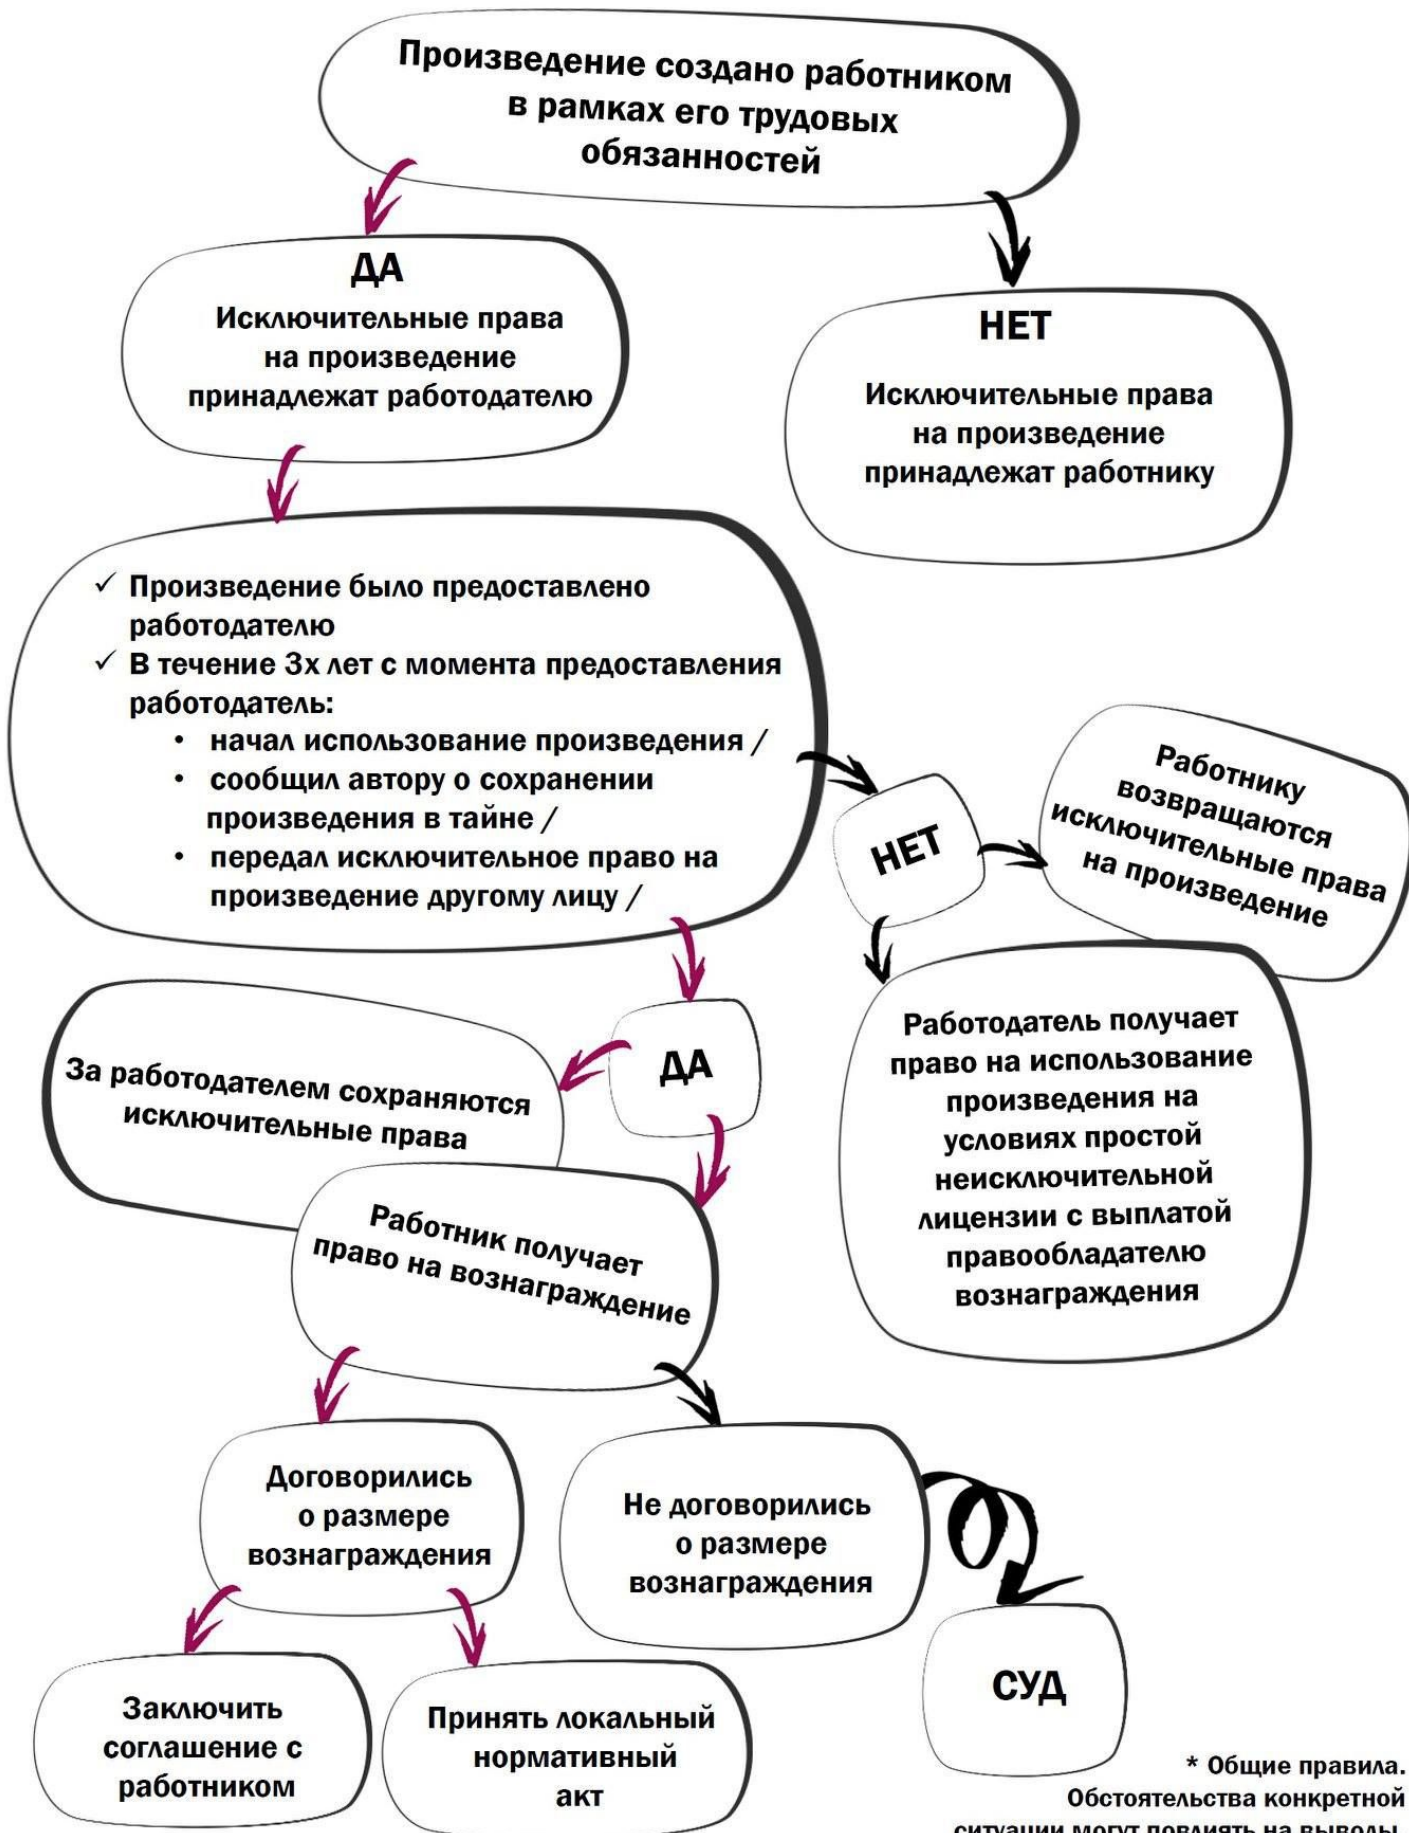 Произведение создано работником
в рамках его трудовых
обязанностей
ДА
Исключительные права
на произведение
принадлежат работодателю
НЕТ
Исключительные права
на произведение
принадлежат работнику
✓ Произведение было предоставлено
работодателю
✓ В течение 3х лет с момента предоставления
работодатель:
• начал использование произведения /
• сообщил автору о сохранении
произведения в тайне /
• передал исключительное право на
произведение другому лицу /
НЕТ
Работнику
возвращаются
исключительные права
на произведение
Работодатель получает
право на использование
произведения на
условиях простой
неисключительной
лицензии с выплатой
правообладателю
вознаграждения
ДА
За работодателем сохраняются
исключительные права
Работник получает
право на вознаграждение
Договорились
о размере
вознаграждения
Не договорились
о размере
вознаграждения
Заключить
соглашение с
работником
Принять локальный
нормативный
акт
СУД
* Общие правила.
Обстоятельства конкретной
ситуации могут повлиять на выводы.